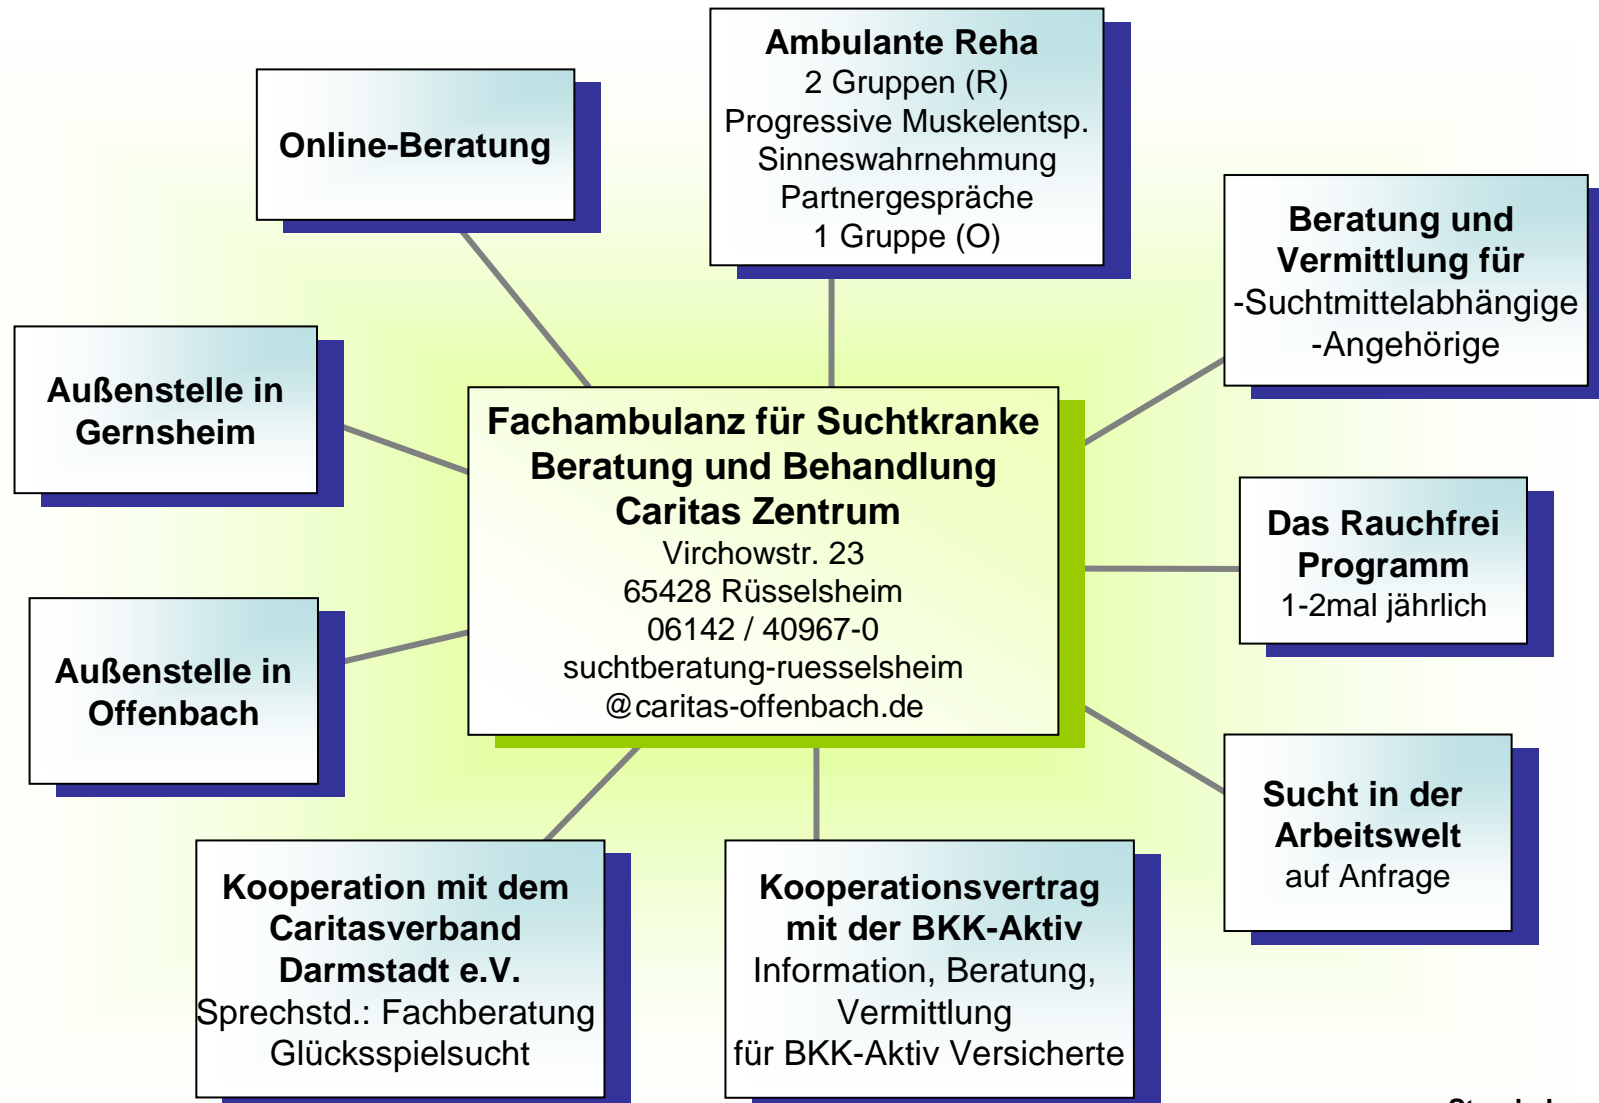 Ambulante Reha
2 Gruppen (R)
Progressive Muskelentsp.
Sinneswahrnehmung
Partnergespräche
1 Gruppe (O)
Online-Beratung
Beratung und
Vermittlung für
-Suchtmittelabhängige
-Angehörige
Außenstelle in
Gernsheim
Fachambulanz für Suchtkranke
Beratung und Behandlung
Caritas Zentrum
Virchowstr. 23
65428 Rüsselsheim
06142 / 40967-0
suchtberatung-ruesselsheim
@caritas-offenbach.de
Das Rauchfrei
Programm
1-2mal jährlich
Außenstelle in
Offenbach
Sucht in der
Arbeitswelt
auf Anfrage
Kooperation mit dem
Caritasverband
Darmstadt e.V.
Sprechstd.: Fachberatung
Glücksspielsucht
Kooperationsvertrag
mit der BKK-Aktiv
Information, Beratung,
Vermittlung
für BKK-Aktiv Versicherte